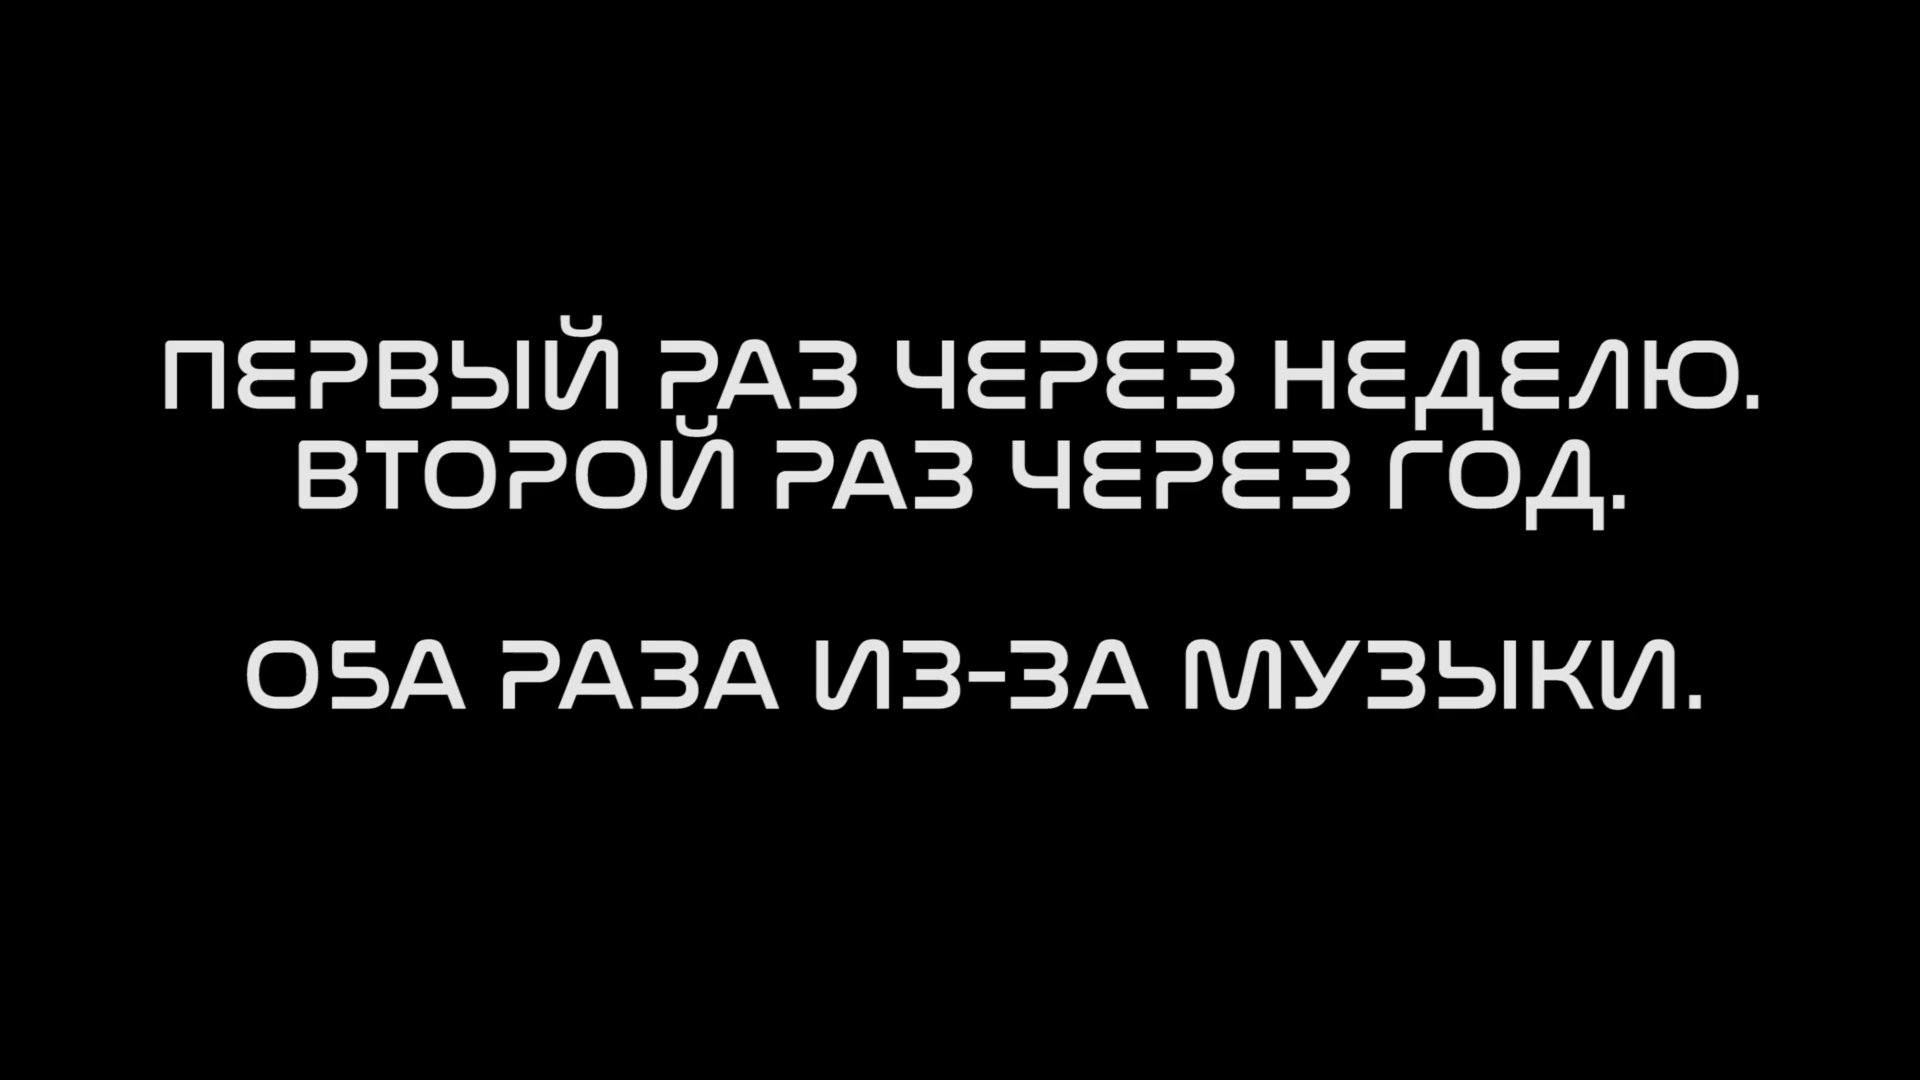 ПЕРВЫЙ РАЗ ЧЕРЕЗ НЕДЕЛЮ.
ВТОРОЙ РАЗ ЧЕРЕЗ ГОД.
ОБА РАЗА ИЗ-ЗА МУЗЫКИ.